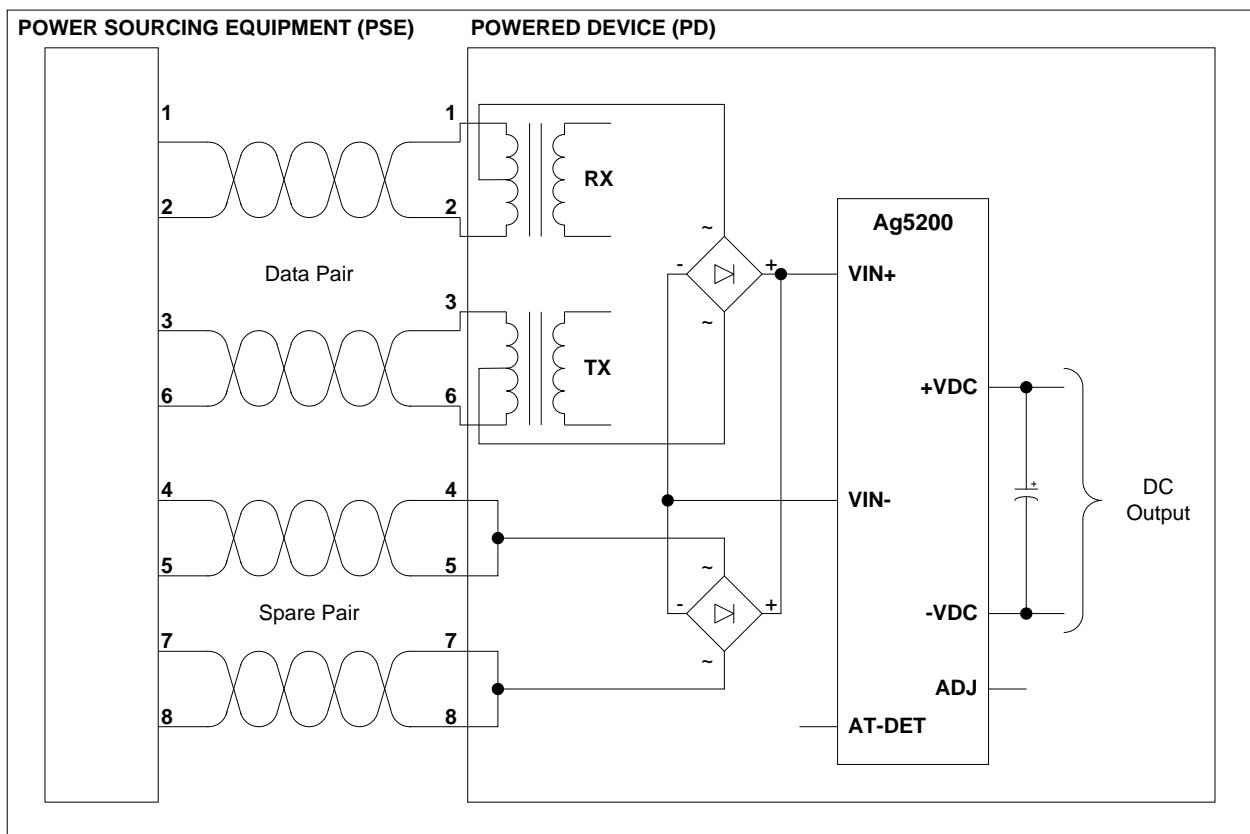 POWER SOURCING EQUIPMENT (PSE)
POWERED DEVICE (PD)
1
1
2
2
RX
Data Pair
3
3
6
6
TX
4
4
5
5
Spare Pair
7
7
8
8
~
-
+
~
~
-
+
~
Ag5200
VIN+
+VDC
VIN-
-VDC
ADJ
AT-DET
+
DC
Output